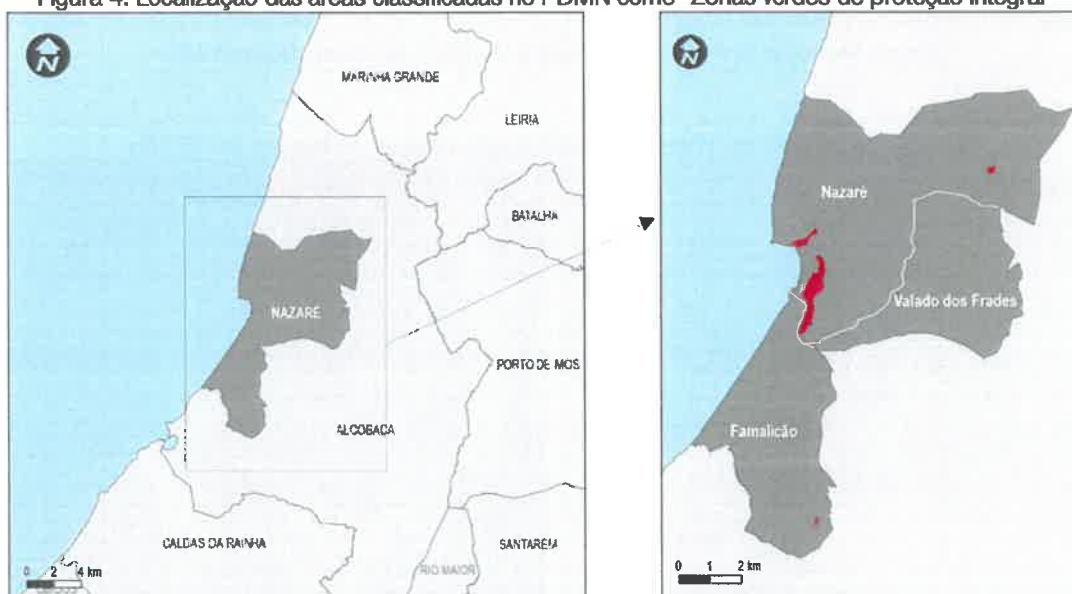 Figura 4. Localização das áreas classificadas no PDMN como "Zonas verdes de proteção integral"
N
MARINHA GRANDE
LEIRIA
BATALHA
NAZARÉ
PORTO DE MÓS
ALCOBAÇA
CALDAS DA RAINHA
SANTARÉM
RIO MAIOR
0 2 4 km
N
Nazaré
Valado dos Frades
Famalicão
0 1 2 km